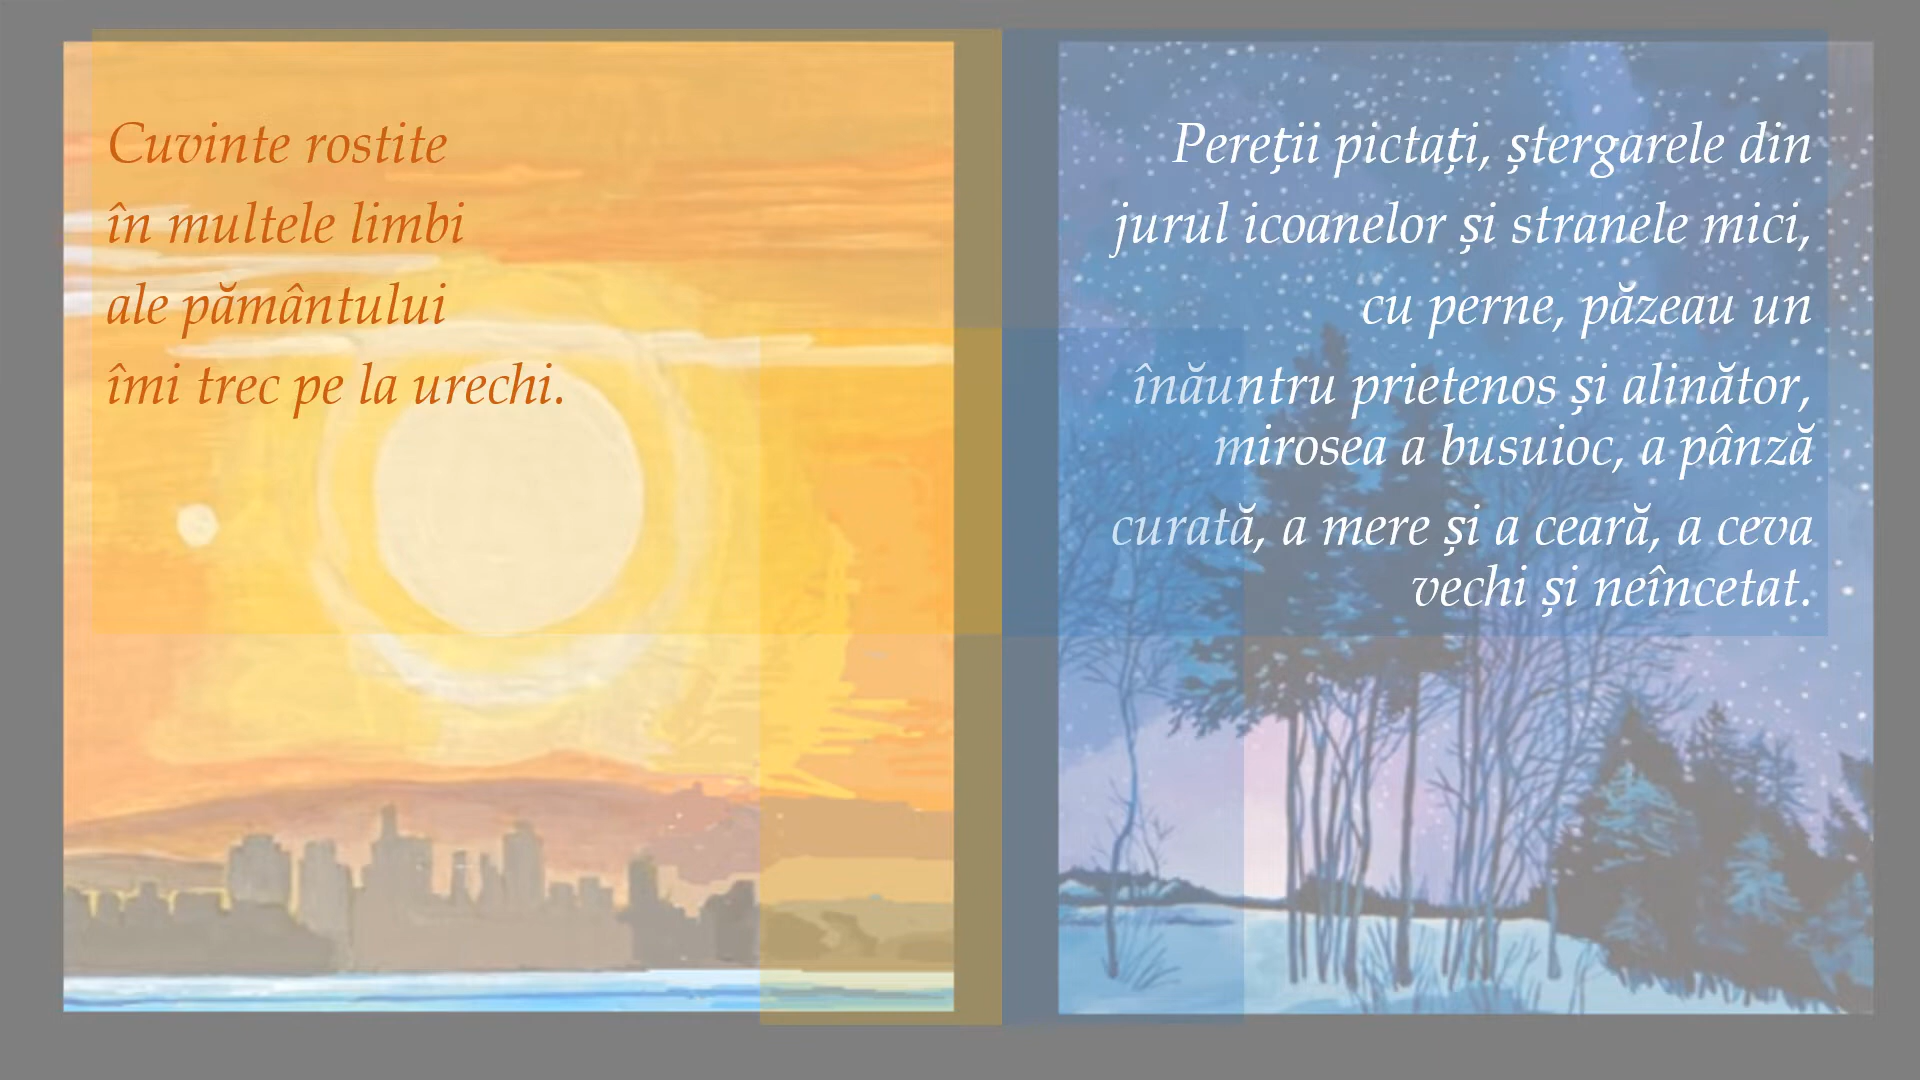 Cuvinte rostite
în multele limbi
ale pământului
îmi trec pe la urechi.
Pereții pictați, ștergarele din
jurul icoanelor și stranele mici,
cu perne, păzeau un
înăuntru prietenos și alinător,
mirosea a busuioc, a pânză
curată, a mere și a ceară, a ceva
vechi și neîncetat.